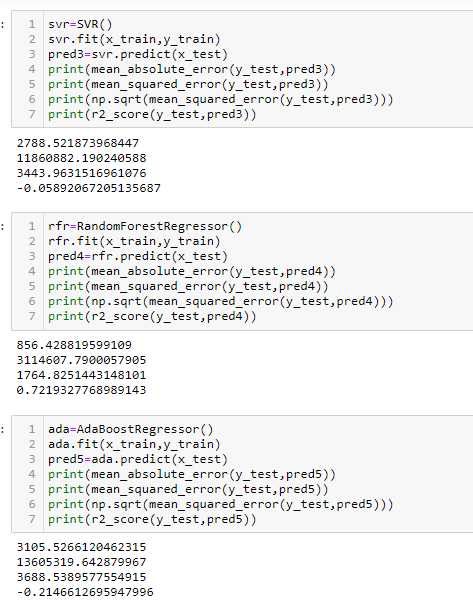 :
1 svr=SVR()
2 svr.fit(x_train,y_train)
3 pred3=svr.predict(x_test)
4 print(mean_absolute_error(y_test,pred3))
5 print(mean_squared_error(y_test,pred3))
6 print(np.sqrt(mean_squared_error(y_test,pred3)))
7 print(r2_score(y_test,pred3))
2788.521873968447
11860882.190240588
3443.9631516961076
-0.05892067205135687
:
1 rfr=RandomForestRegressor()
2 rfr.fit(x_train,y_train)
3 pred4=rfr.predict(x_test)
4 print(mean_absolute_error(y_test,pred4))
5 print(mean_squared_error(y_test,pred4))
6 print(np.sqrt(mean_squared_error(y_test,pred4)))
7 print(r2_score(y_test,pred4))
856.428819599109
3114607.7900057905
1764.8251443148101
0.7219327768989143
:
1 ada=AdaBoostRegressor()
2 ada.fit(x_train,y_train)
3 pred5=ada.predict(x_test)
4 print(mean_absolute_error(y_test,pred5))
5 print(mean_squared_error(y_test,pred5))
6 print(np.sqrt(mean_squared_error(y_test,pred5)))
7 print(r2_score(y_test,pred5))
3105.5266120462315
13605319.642879967
3688.5389577554915
-0.2146612695947996